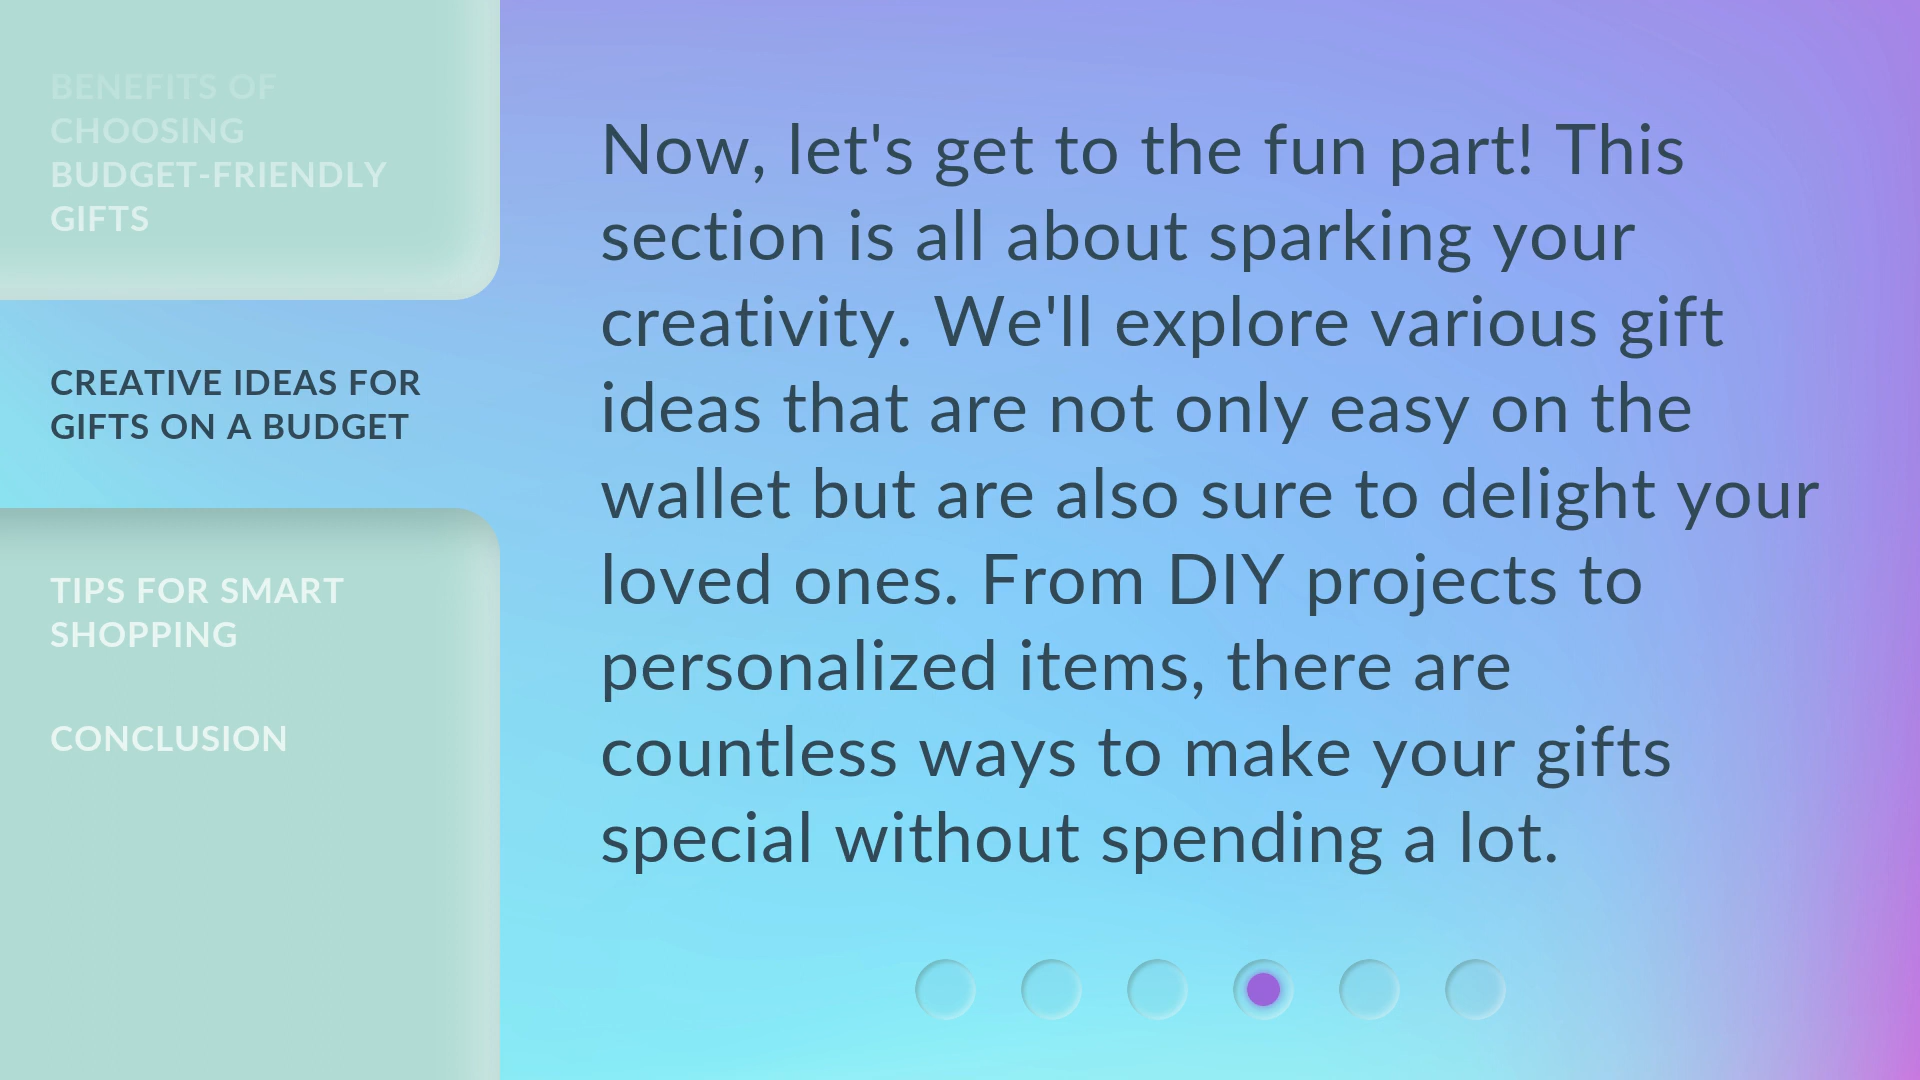 BENEFITS OF
CHOOSING
BUDGET-FRIENDLY
GIFTS
CREATIVE IDEAS FOR
GIFTS ON A BUDGET
TIPS FOR SMART
SHOPPING
CONCLUSION
Now, let's get to the fun part! This
section is all about sparking your
creativity. We'll explore various gift
ideas that are not only easy on the
wallet but are also sure to delight your
loved ones. From DIY projects to
personalized items, there are
countless ways to make your gifts
special without spending a lot.